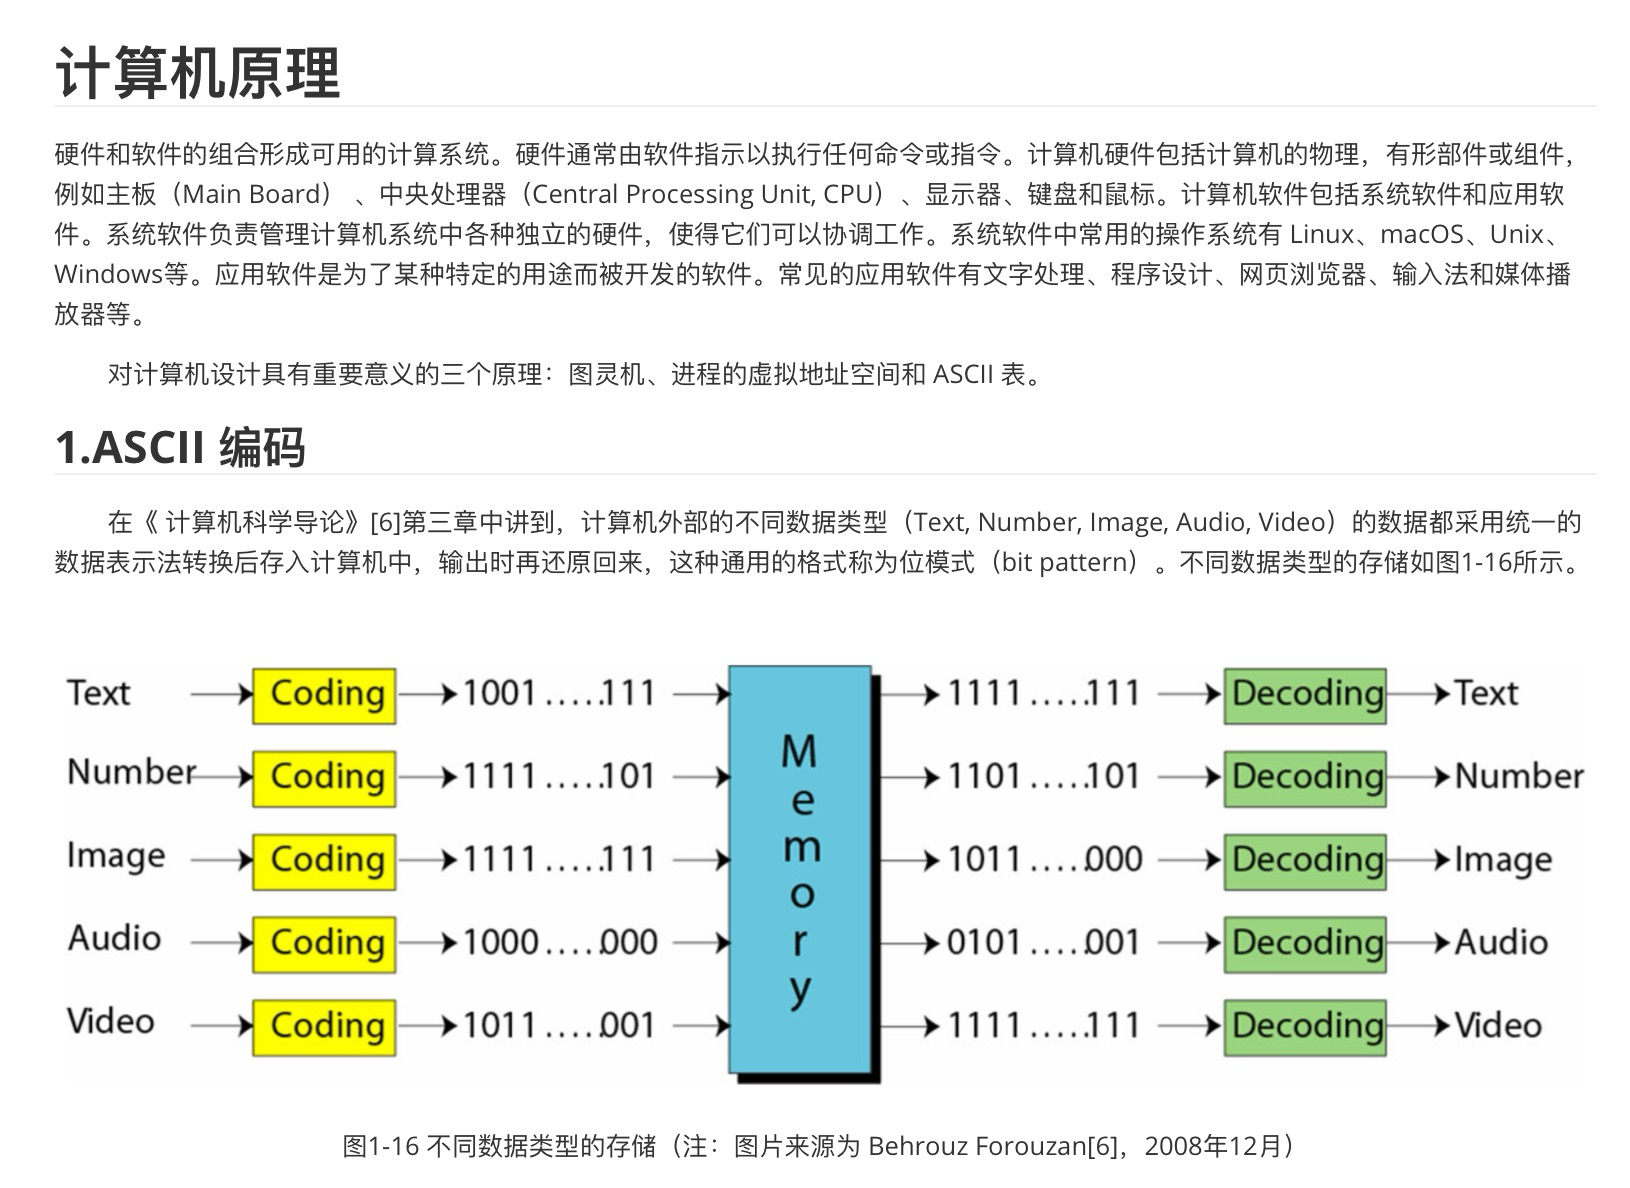 计算机原理
硬件和软件的组合形成可用的计算系统。硬件通常由软件指示以执行任何命令或指令。计算机硬件包括计算机的物理，有形部件或组件，
例如主板（Main Board） 、中央处理器（Central Processing Unit, CPU）、显示器、键盘和鼠标。计算机软件包括系统软件和应用软
件。系统软件负责管理计算机系统中各种独立的硬件，使得它们可以协调工作。系统软件中常用的操作系统有 Linux、macOS、Unix、
Windows等。应用软件是为了某种特定的用途而被开发的软件。常见的应用软件有文字处理、程序设计、网页浏览器、输入法和媒体播
放器等。
对计算机设计具有重要意义的三个原理：图灵机、进程的虚拟地址空间和 ASCII 表。
1.ASCII 编码
在《 计算机科学导论》[6]第三章中讲到，计算机外部的不同数据类型（Text, Number, Image, Audio, Video）的数据都采用统一的
数据表示法转换后存入计算机中，输出时再还原回来，这种通用的格式称为位模式（bit pattern）。不同数据类型的存储如图1-16所示。
Text Coding 1001.....111 1111.....111 Decoding Text
Number Coding 1111.....101 1101.....101 Decoding Number
Image Coding 1111.....111 1011.....000 Decoding Image
Audio Coding 1000.....000 0101.....001 Decoding Audio
Video Coding 1011.....001 1111.....111 Decoding Video
Memory
图1-16 不同数据类型的存储（注：图片来源为 Behrouz Forouzan[6]，2008年12月）